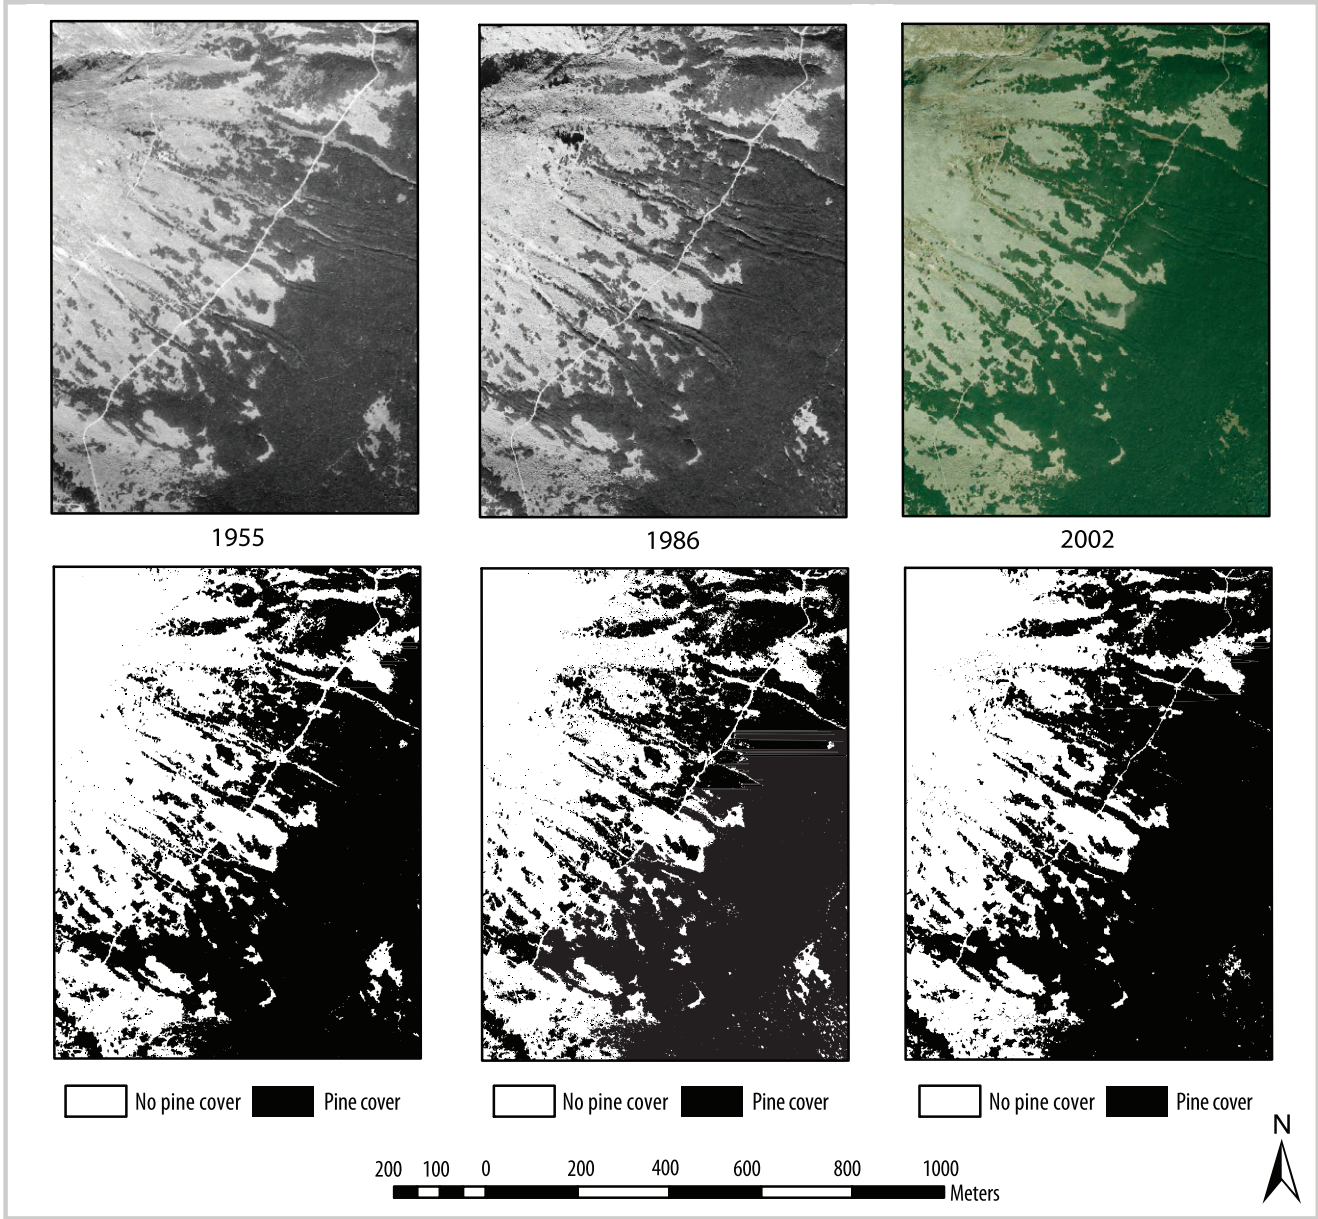 1955 1986 2002
No pine cover Pine cover No pine cover Pine cover No pine cover Pine cover
N
200 100 0 200 400 600 800 1000
Meters